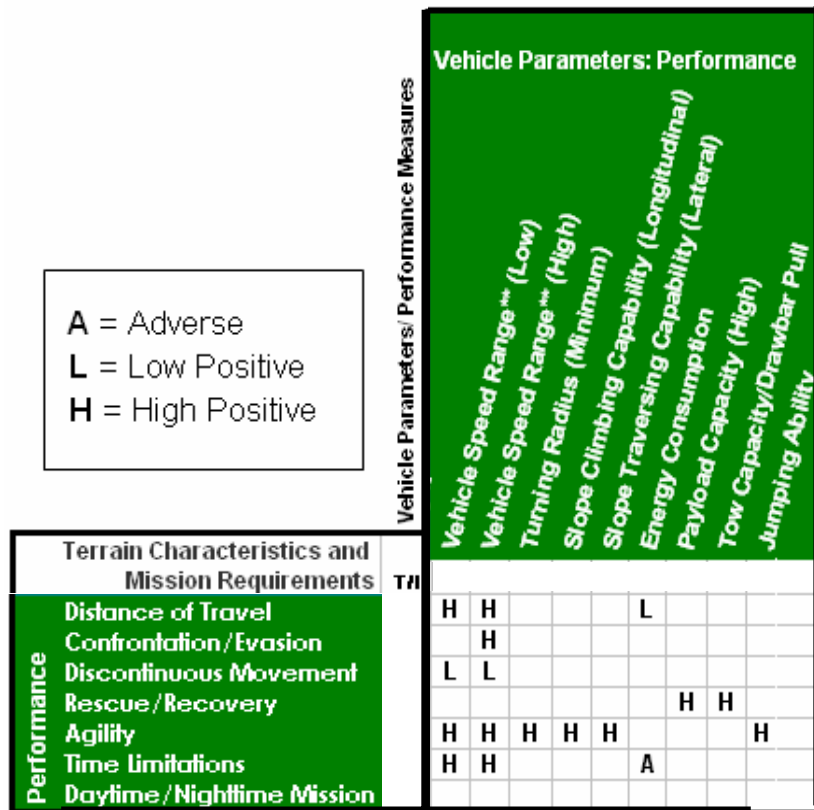 Vehicle Parameters: Performance
Vehicle Parameters/ Performance Measures
Vehicle Speed Range** (Low)
Vehicle Speed Range** (High)
Turning Radius (Minimum)
Slope Climbing Capability (Longitudinal)
Slope Traversing Capability (Lateral)
Energy Consumption
Payload Capacity (High)
Tow Capacity/Drawbar Pull
Jumping Ability
A = Adverse
L = Low Positive
H = High Positive
Terrain Characteristics and
Mission Requirements T/I
Performance
Distance of Travel H H L
Confrontation/Evasion H
Discontinuous Movement L L
Rescue/Recovery H H
Agility H H H H H H
Time Limitations H H A
Daytime/Nighttime Mission